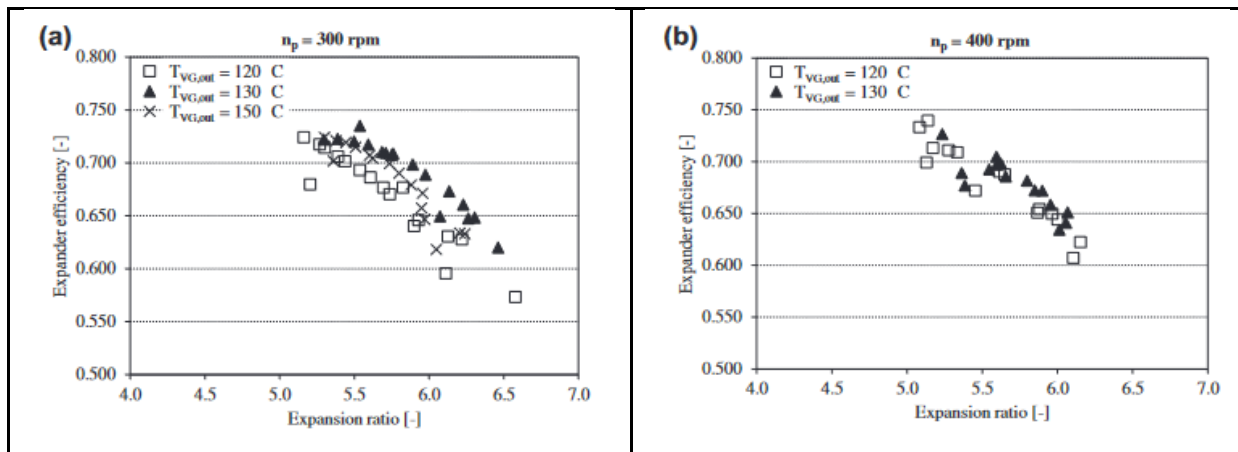 (a)
n_p = 300 rpm
0.800
0.750
0.700
0.650
0.600
0.550
0.500
Expander efficiency [-]
T_VG,out = 120 C
T_VG,out = 130 C
T_VG,out = 150 C
4.0 4.5 5.0 5.5 6.0 6.5 7.0
Expansion ratio [-]
(b)
n_p = 400 rpm
0.800
0.750
0.700
0.650
0.600
0.550
0.500
Expander efficiency [-]
T_VG,out = 120 C
T_VG,out = 130 C
4.0 4.5 5.0 5.5 6.0 6.5 7.0
Expansion ratio [-]